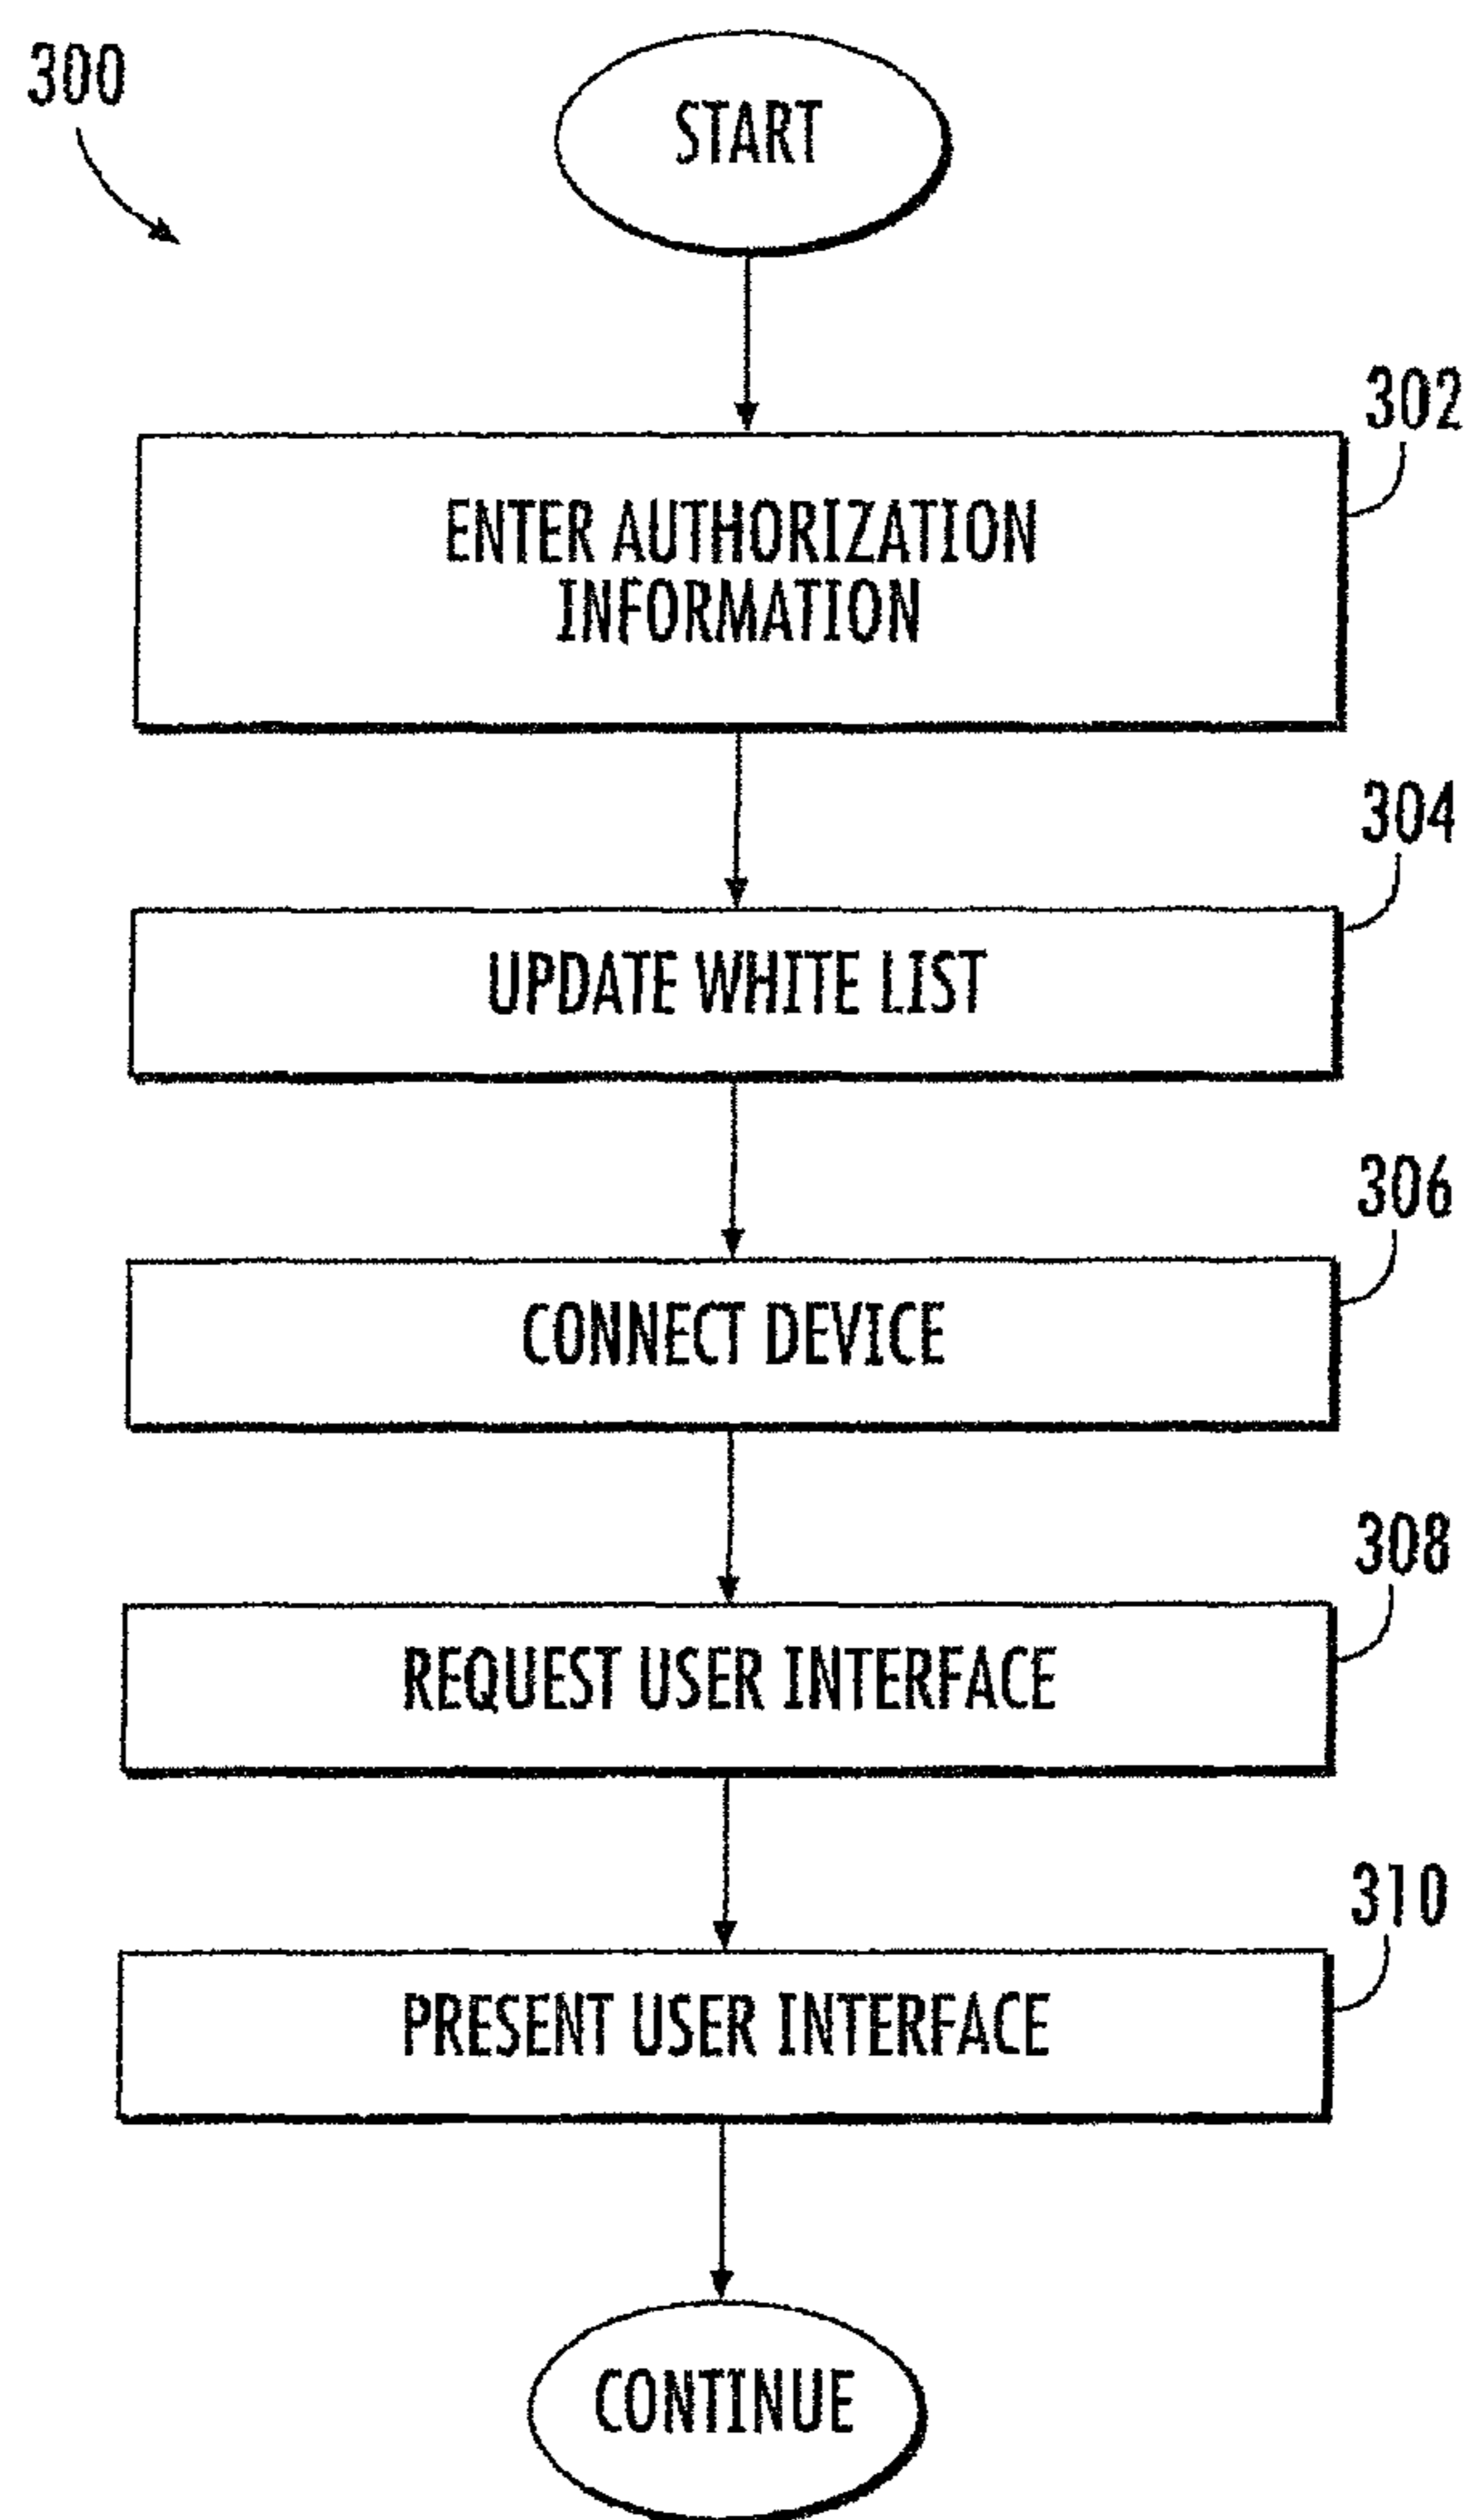 300
START
302
ENTER AUTHORIZATION
INFORMATION
304
UPDATE WHITE LIST
306
CONNECT DEVICE
308
REQUEST USER INTERFACE
310
PRESENT USER INTERFACE
CONTINUE